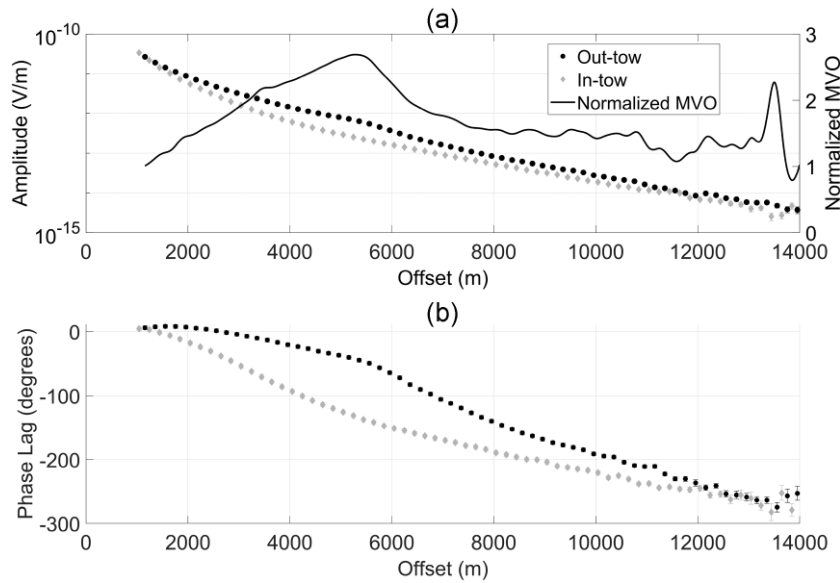 (a)
10^-10
10^-15
Amplitude (V/m)
3
2
1
0
Normalized MVO
Out-tow
In-tow
Normalized MVO
0 2000 4000 6000 8000 10000 12000 14000
Offset (m)
(b)
0
-100
-200
-300
Phase Lag (degrees)
0 2000 4000 6000 8000 10000 12000 14000
Offset (m)